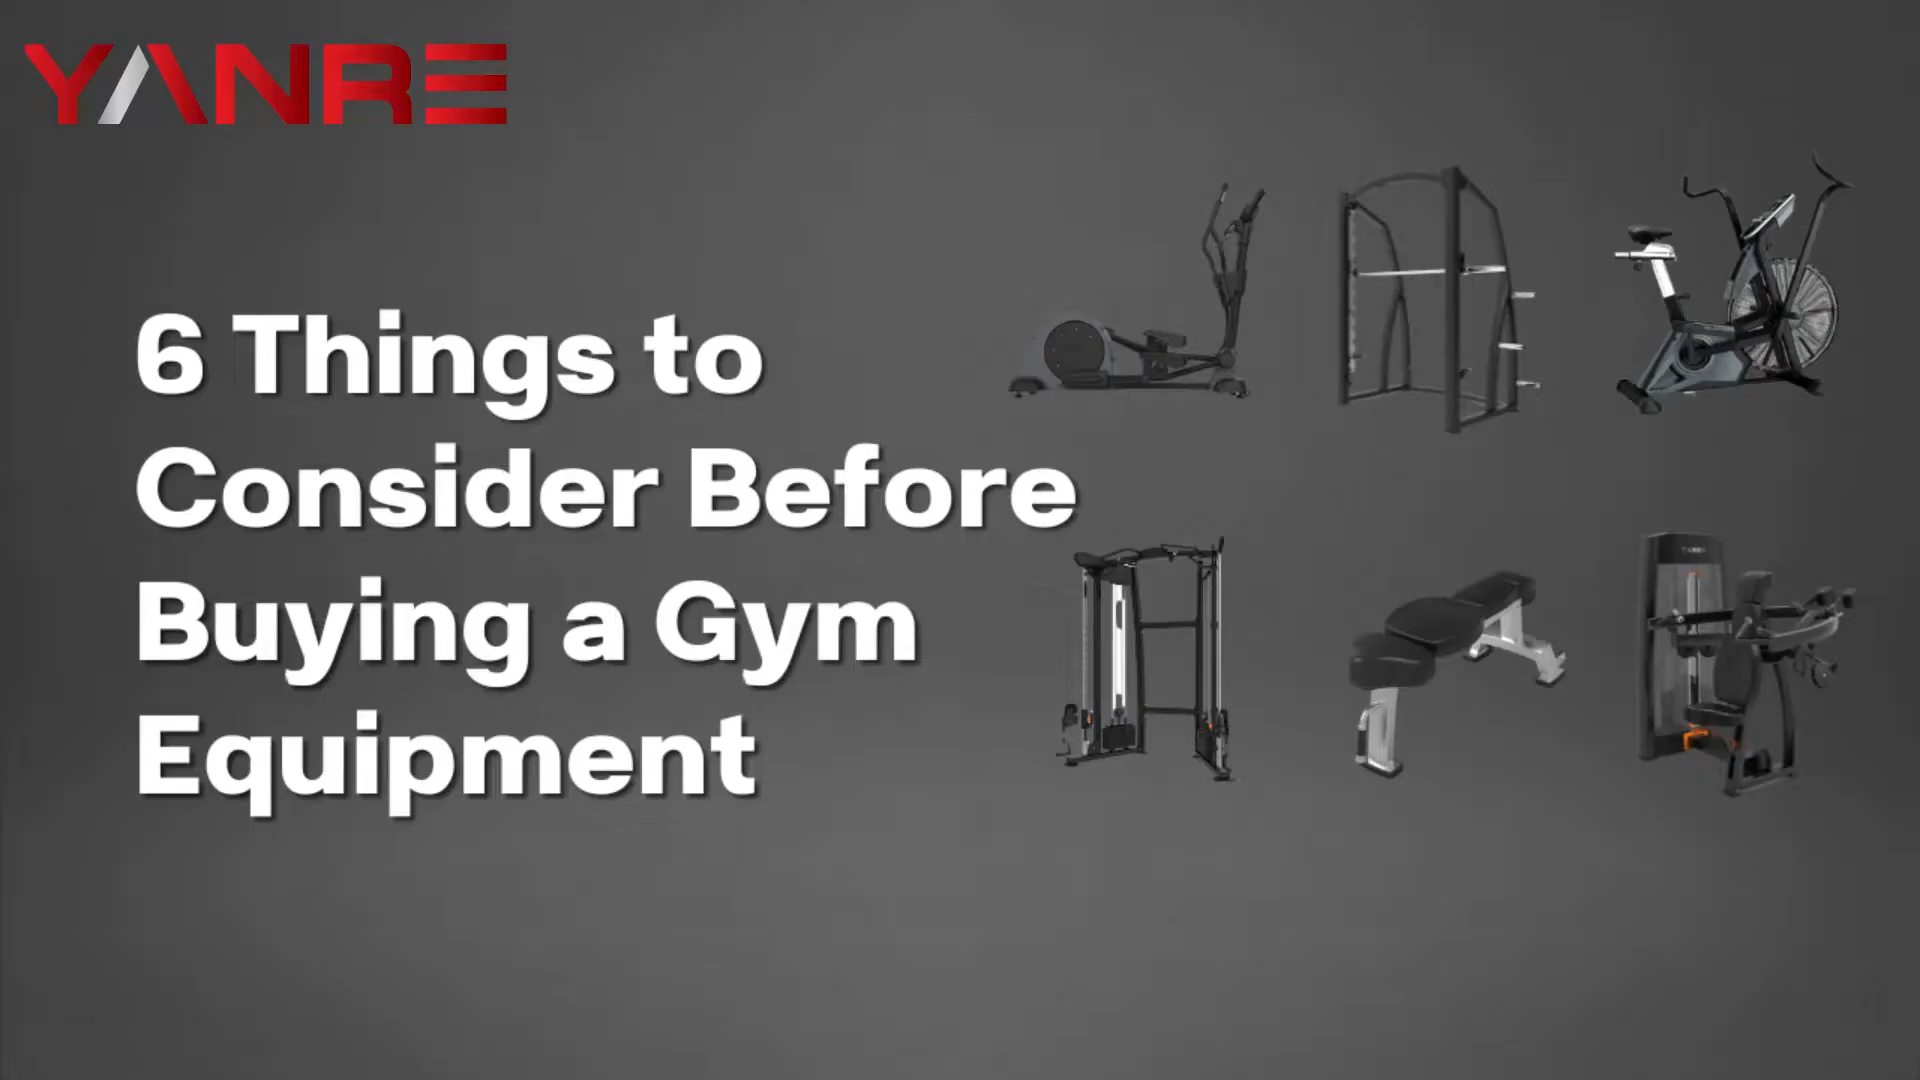 YANRE
6 Things to
Consider Before
Buying a Gym
Equipment